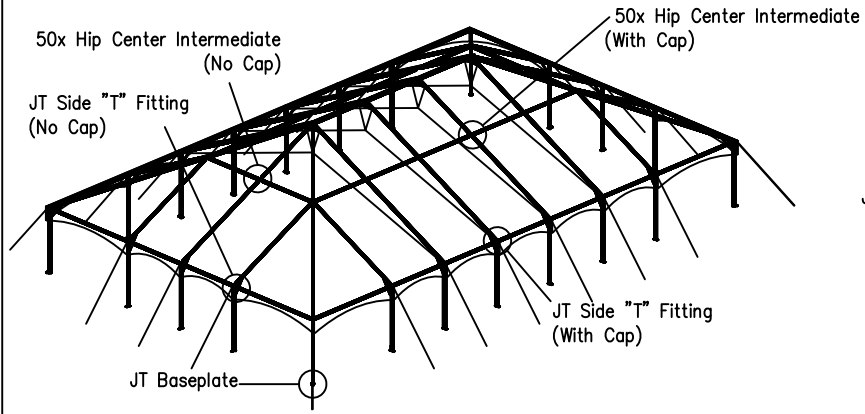 50x Hip Center Intermediate
(No Cap)
50x Hip Center Intermediate
(With Cap)
JT Side "T" Fitting
(No Cap)
JT Side "T" Fitting
(With Cap)
JT Baseplate
J